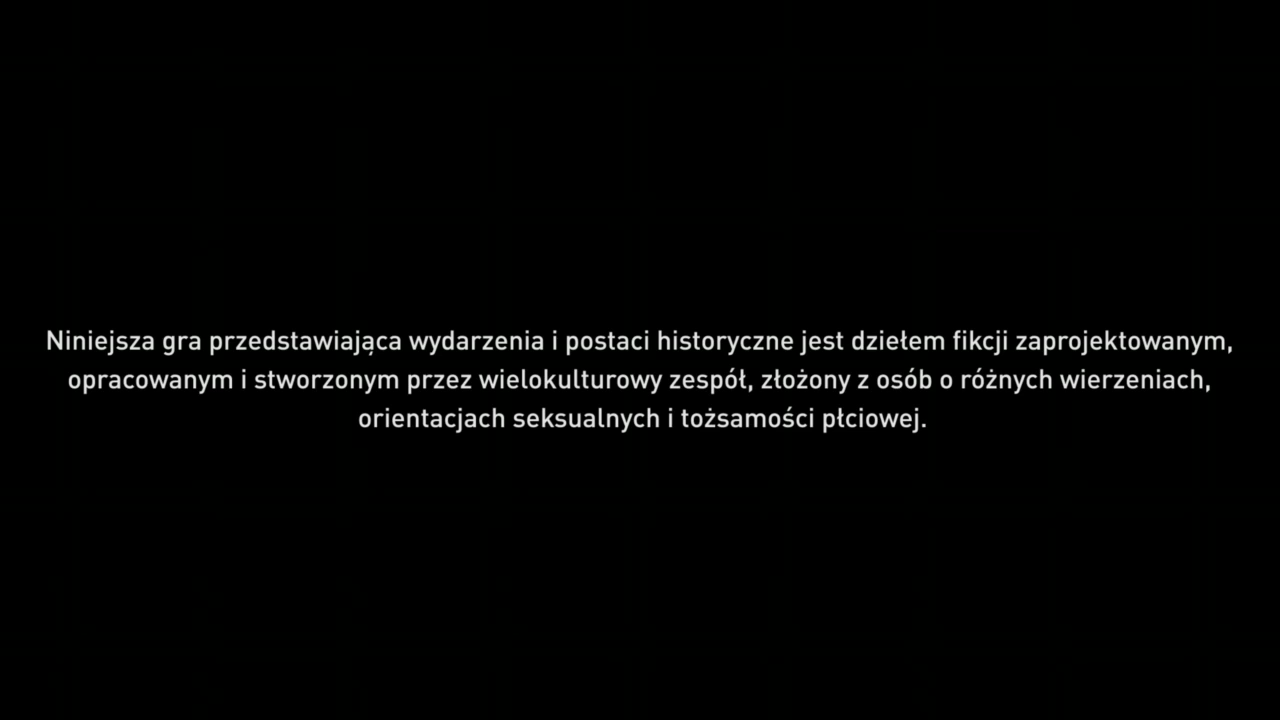 Niniejsza gra przedstawiająca wydarzenia i postaci historyczne jest dziełem fikcji zaprojektowanym,
opracowanym i stworzonym przez wielokulturowy zespół, złożony z osób o różnych wierzeniach,
orientacjach seksualnych i tożsamości płciowej.